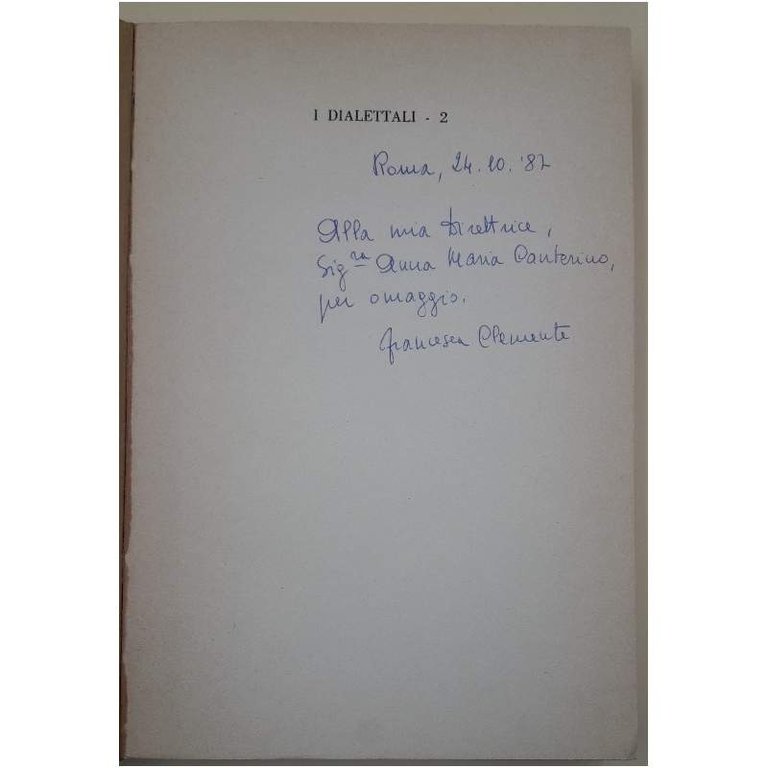 I DIALETTALI - 2
Roma, 24.10.'87
Alla mia Direttrice,
Sig.ra Anna Maria Canterino,
per omaggio.
Francesca Clemente